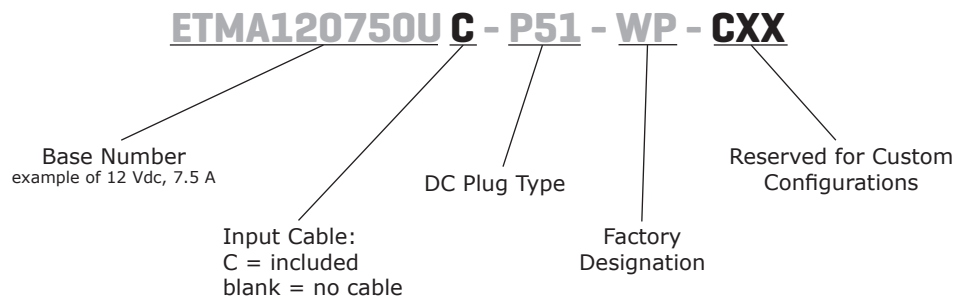 ETMA120750U C - P51 - WP - CXX
Base Number
example of 12 Vdc, 7.5 A
Input Cable:
C = included
blank = no cable
DC Plug Type
Factory
Designation
Reserved for Custom
Configurations